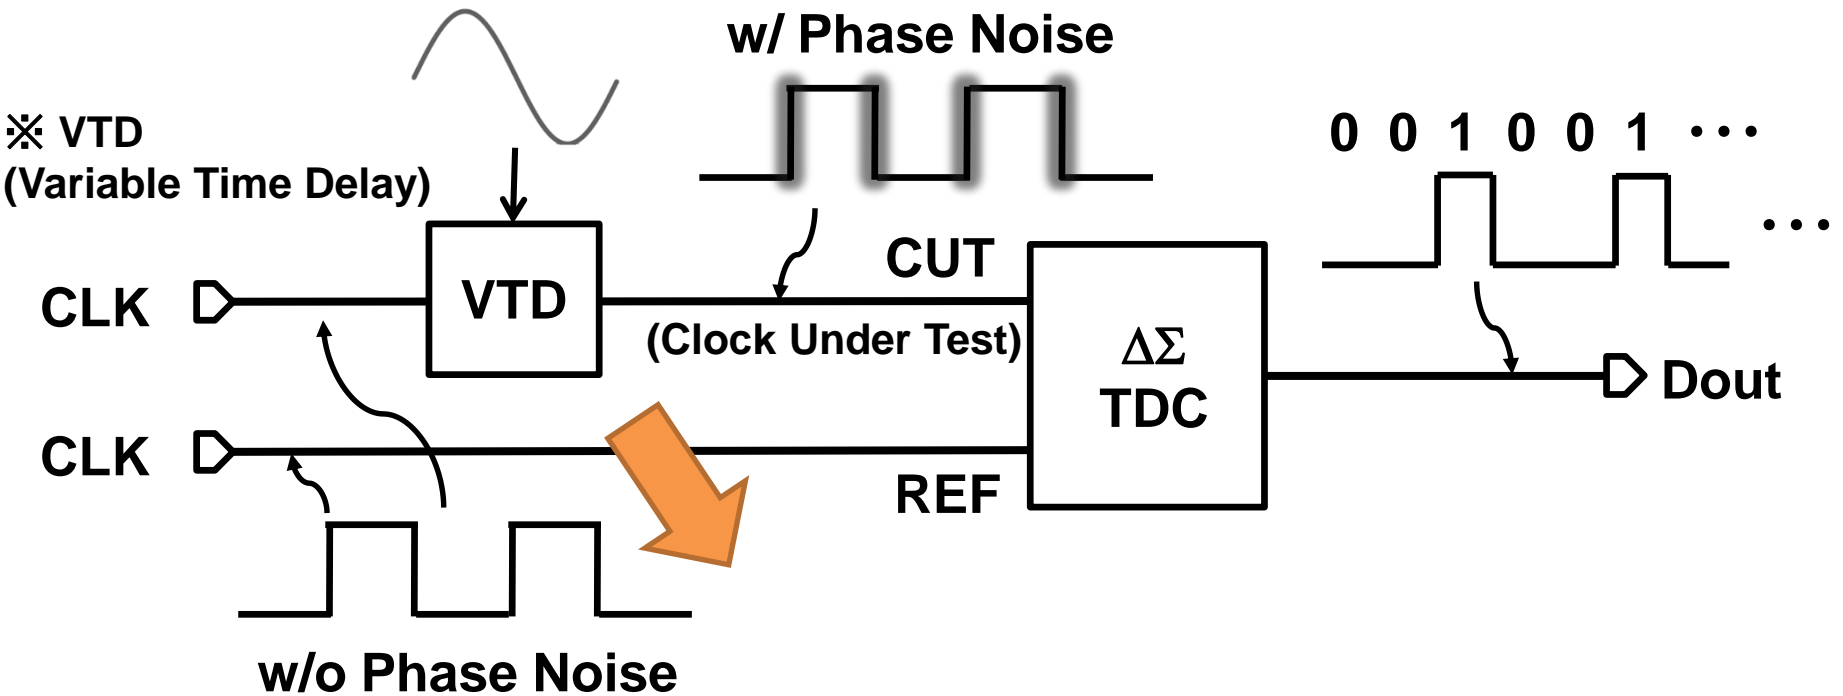 w/ Phase Noise
※ VTD
(Variable Time Delay)
0 0 1 0 0 1 ···
···
CLK
VTD
CUT
(Clock Under Test)
ΔΣ
TDC
Dout
CLK
REF
w/o Phase Noise